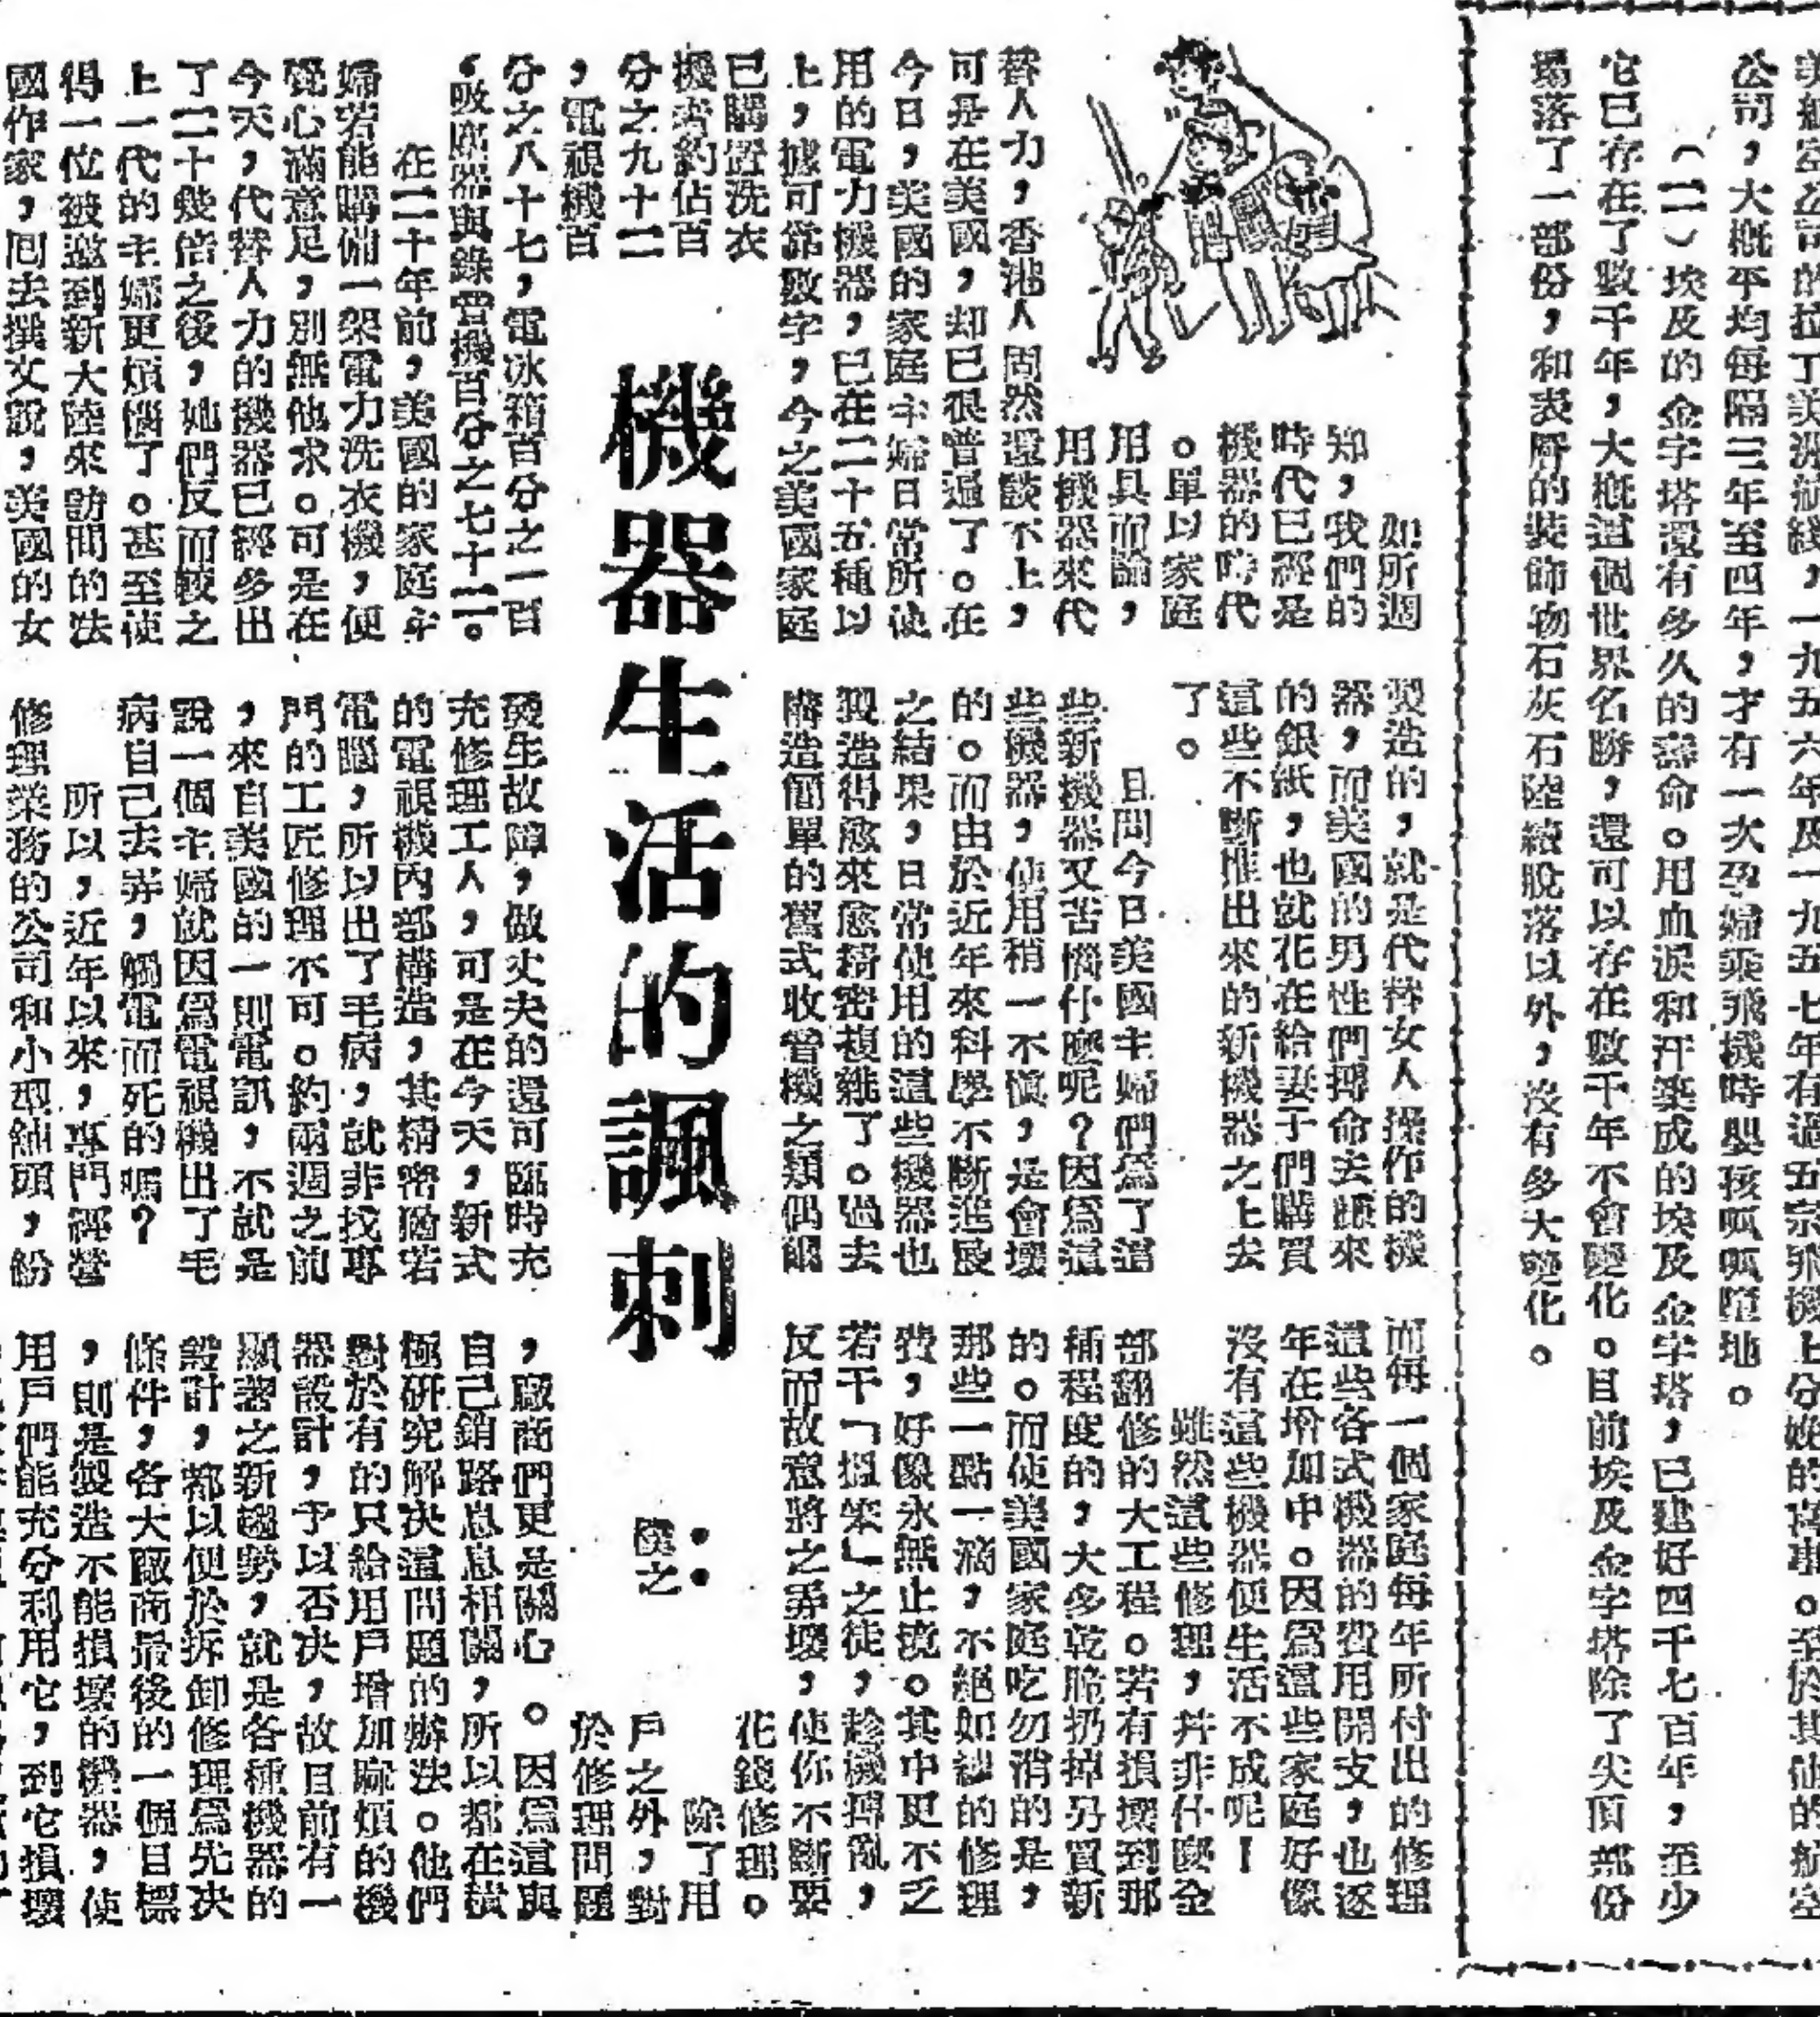 公司，大概平均每隔三年至四年，才有一次孕婦乘飛機時嬰孩呱呱墮地。
（二）埃及的金字塔還有多久的壽命。用血淚和汗築成的埃及金字塔，已建好四千七百年，至少
它已存在了數千年，大概這個世界名勝，還可以存在數千年不會變化。目前埃及金字塔除了尖頂部份
塌落了一部份，和表層的裝飾物石灰石陸續脫落以外，沒有多大變化。
機器生活的諷刺
：
之
如所週
知，我們的
時代已經是
機器的時代
。單以家庭
用具而論，
用機器來代
替人力，香港人固然還談不上，
可是在美國，却已很普遍了。在
今日，美國的家庭主婦日常所使
用的電力機器，已在二十五種以
上，據可靠數字，今之美國家庭
已購置洗衣
機者約佔百
分之九十二
，電視機百
分之八十七，電冰箱百分之一百
，吸塵器與錄音機百分之七十二。
在二十年前，美國的家庭主
婦若能購備一架電力洗衣機，便
覺心滿意足，別無他求。可是在
今天，代替人力的機器已經多出
了二十幾倍之後，她們反而較之
上一代的主婦更煩惱了。甚至使
得一位被邀到新大陸來訪問的法
國作家，回去撰文說，美國的女
製造的，就是代替女人操作的機
器，而美國的男性們拚命去賺來
的銀紙，也就花在給妻子們購買
這些不斷推出來的新機器之上去
了。
且問今日美國主婦們爲了這
些新機器又苦惱什麼呢？因爲這
些機器，使用稍一不慎，是會壞
的。而由於近年來科學不斷進展
之結果，日常使用的這些機器也
製造得愈來愈精密複雜了。過去
構造簡單的舊式收音機之類偶爾
發生故障，做丈夫的還可臨時充
充修理工人，可是在今天，新式
的電視機內部構造，其精密猶若
電腦，所以出了毛病，就非找專
門的工匠修理不可。約兩週之前
，來自美國的一則電訊，不就是
說一個主婦就因爲電視機出了毛
病自己去弄，觸電而死的嗎？
所以，近年以來，專門經營
修理業務的公司和小型舖頭，紛
而每一個家庭每年所付出的修理
這些各式機器的費用開支，也逐
年在增加中。因爲這些家庭好像
沒有這些機器便生活不成呢！
雖然這些修理，幷非什麼全
部翻修的大工程。若有損壞到那
種程度的，大多乾脆扔掉另買新
的。而使美國家庭吃勿消的是，
那些一點一滴，不絕如縷的修理
費，好像永無止境。其中更不乏
若干「搵笨」之徒，趁機搗亂，
反而故意將之弄壞，使你不斷要
花錢修理。
除了用
戶之外，對
於修理問題
，廠商們更是關心。因爲這與
自己銷路息息相關，所以都在積
極研究解決這問題的辦法。他們
對於有的只給用戶增加麻煩的機
器設計，予以否决，故目前有一
顯著之新趨勢，就是各種機器的
設計，都以便於拆卸修理爲先决
條件，各大廠商最後的一個目標
，則是製造不能損壞的機器，使
用戶們能充分利用它，到它損壞